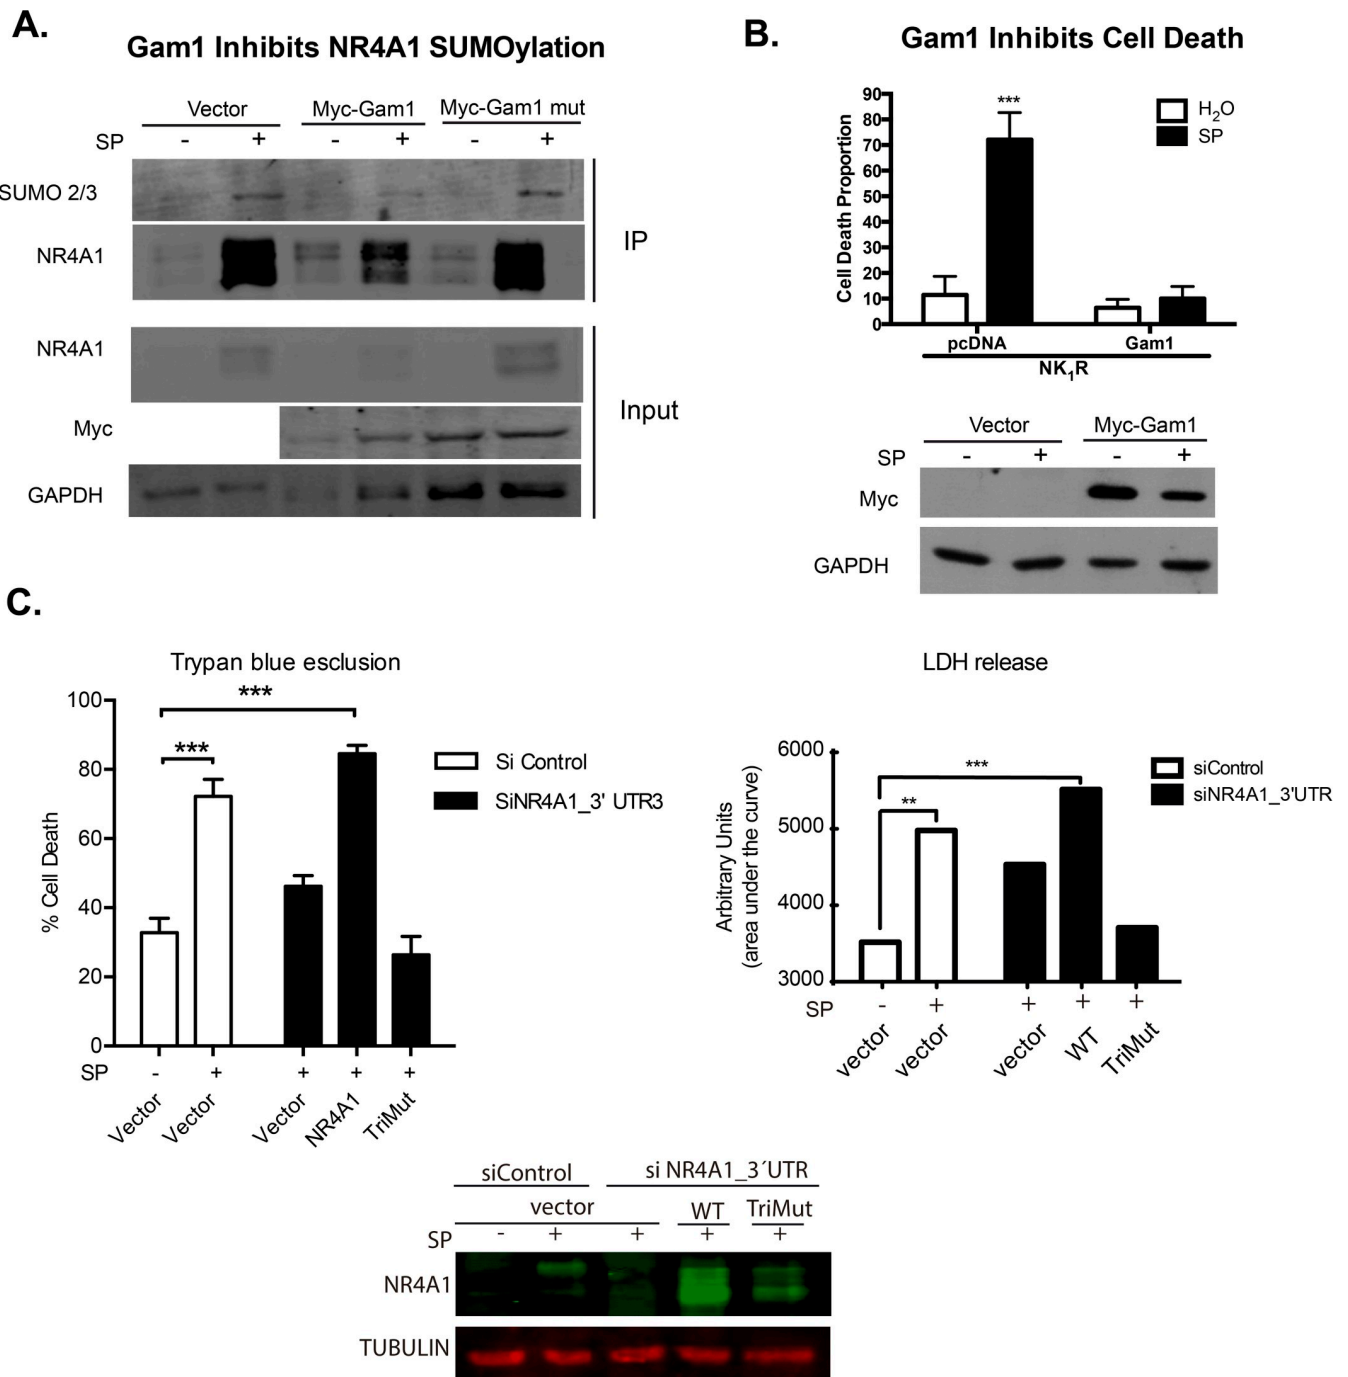 A.
Gam1 Inhibits NR4A1 SUMOylation
Vector Myc-Gam1 Myc-Gam1 mut
SP - + - + - +
SUMO 2/3
NR4A1
IP
NR4A1
Myc
GAPDH
Input
B.
Gam1 Inhibits Cell Death
Cell Death Proportion
90
80
70
60
50
40
30
20
10
0
***
H2O
SP
pcDNA Gam1
NK1R
Vector Myc-Gam1
SP - + - +
Myc
GAPDH
C.
Trypan blue esclusion
% Cell Death
100
80
60
40
20
0
***
***
Si Control
SiNR4A1_3' UTR3
SP - + + + +
Vector Vector Vector NR4A1 TriMut
LDH release
Arbitrary Units
(area under the curve)
6000
5000
4000
3000
***
**
siControl
siNR4A1_3'UTR
SP - + + + +
vector vector vector WT TriMut
siControl si NR4A1_3´UTR
vector WT TriMut
SP - + + + +
NR4A1
TUBULIN